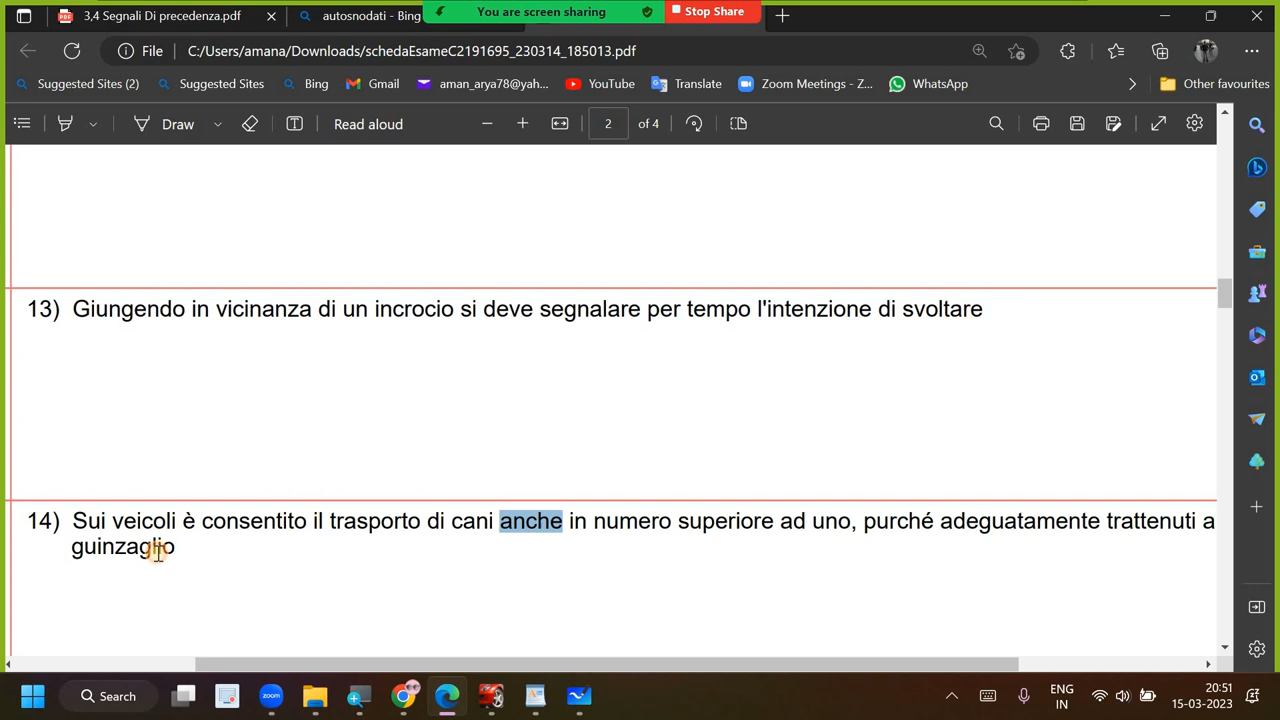 3,4 Segnali Di precedenza.pdf
autosnodati - Bing
You are screen sharing
Stop Share
File
C:/Users/amana/Downloads/schedaEsameC2191695_230314_185013.pdf
Suggested Sites (2)
Suggested Sites
Bing
Gmail
aman_arya78@yah...
YouTube
Translate
Zoom Meetings - Z...
WhatsApp
Other favourites
Draw
Read aloud
2
of 4
13) Giungendo in vicinanza di un incrocio si deve segnalare per tempo l'intenzione di svoltare
14) Sui veicoli è consentito il trasporto di cani anche in numero superiore ad uno, purché adeguatamente trattenuti a
guinzaglio
Search
zoom
ENG
IN
20:51
15-03-2023